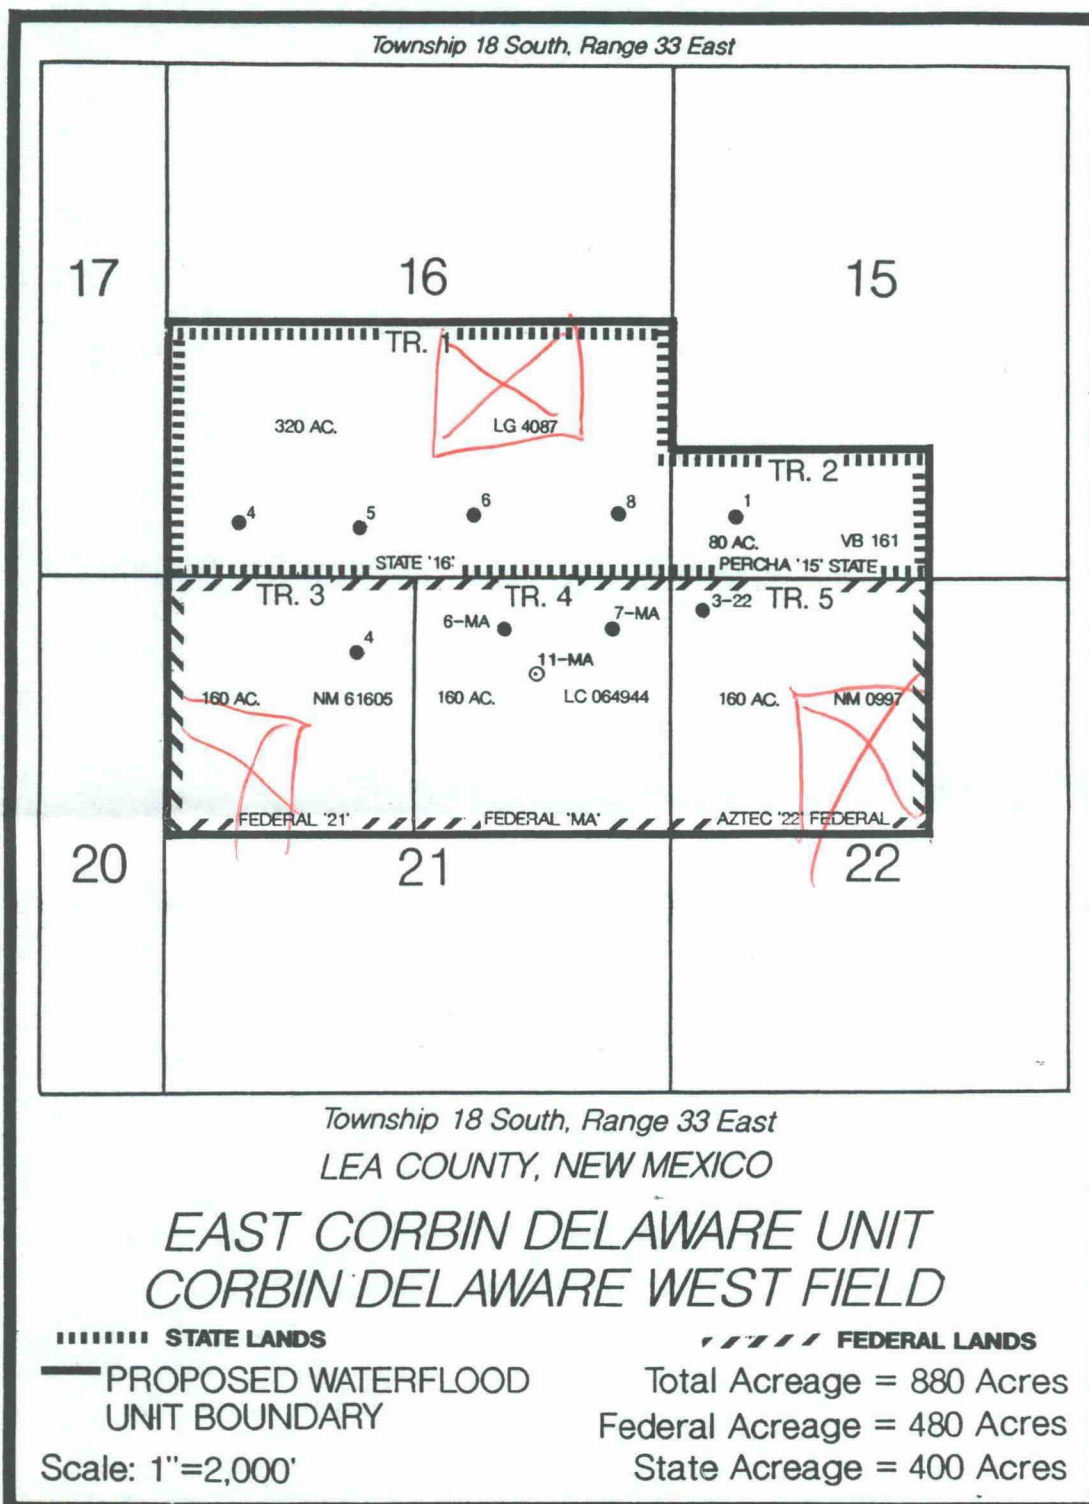 Township 18 South, Range 33 East
17
16
15
TR. 1
320 AC.
LG 4087
TR. 2
4
5
6
8
1
80 AC.
VB 161
STATE '16'
PERCHA '15' STATE
TR. 3
TR. 4
3-22
TR. 5
6-MA
7-MA
4
11-MA
160 AC.
NM 61605
160 AC.
LC 064944
160 AC.
NM 0997
FEDERAL '21'
FEDERAL 'MA'
AZTEC '22' FEDERAL
20
21
22
Township 18 South, Range 33 East
LEA COUNTY, NEW MEXICO
EAST CORBIN DELAWARE UNIT
CORBIN DELAWARE WEST FIELD
STATE LANDS
FEDERAL LANDS
PROPOSED WATERFLOOD
UNIT BOUNDARY
Total Acreage = 880 Acres
Federal Acreage = 480 Acres
Scale: 1"=2,000'
State Acreage = 400 Acres